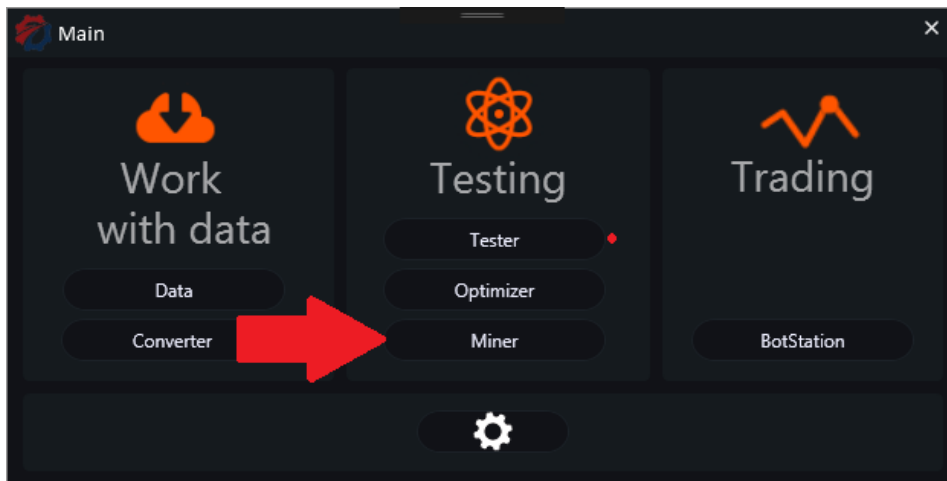 Main
Work
with data
Data
Converter
Testing
Tester
Optimizer
Miner
Trading
BotStation